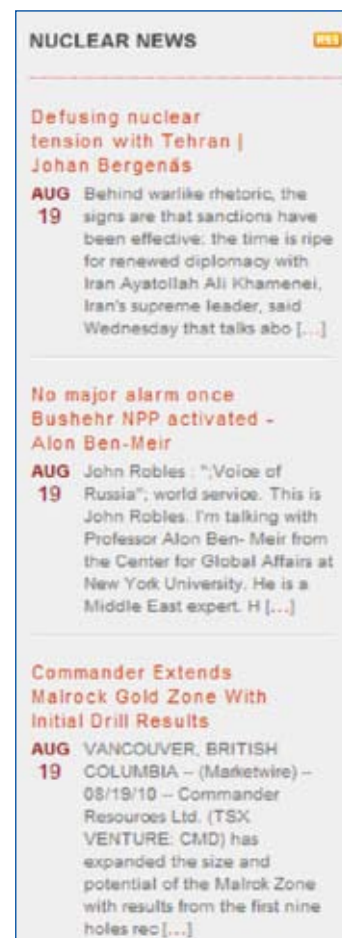 NUCLEAR NEWS RSS
Defusing nuclear
tension with Tehran |
Johan Bergenäs
AUG Behind warlike rhetoric, the
19 signs are that sanctions have
been effective: the time is ripe
for renewed diplomacy with
Iran Ayatollah Ali Khamenei,
Iran's supreme leader, said
Wednesday that talks abo [...]
No major alarm once
Bushehr NPP activated -
Alon Ben-Meir
AUG John Robles : ";Voice of
19 Russia"; world service. This is
John Robles. I'm talking with
Professor Alon Ben- Meir from
the Center for Global Affairs at
New York University. He is a
Middle East expert. H [...]
Commander Extends
Malrock Gold Zone With
Initial Drill Results
AUG VANCOUVER, BRITISH
19 COLUMBIA -- (Marketwire) --
08/19/10 -- Commander
Resources Ltd. (TSX
VENTURE: CMD) has
expanded the size and
potential of the Malrok Zone
with results from the first nine
holes rec [...]